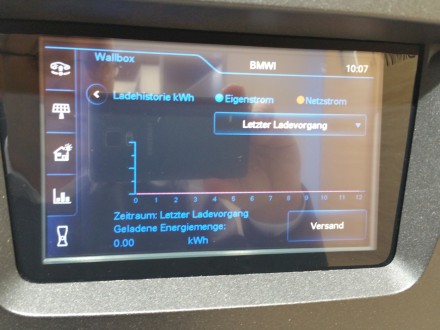 Wallbox
BMWI
10:07
Ladehistorie kWh
Eigenstrom
Netzstrom
Letzter Ladevorgang
0 1 2 3 4 5 6 7 8 9 10 11 12
Zeitraum: Letzter Ladevorgang
Geladene Energiemenge:
0.00 kWh
Versand